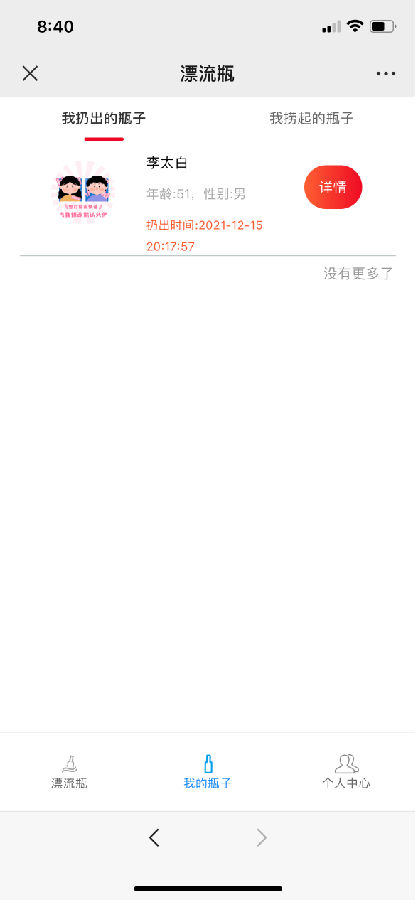 8:40
漂流瓶
我扔出的瓶子
我捞起的瓶子
李太白
年龄:51，性别:男
扔出时间:2021-12-15
20:17:57
详情
没有更多了
漂流瓶
我的瓶子
个人中心